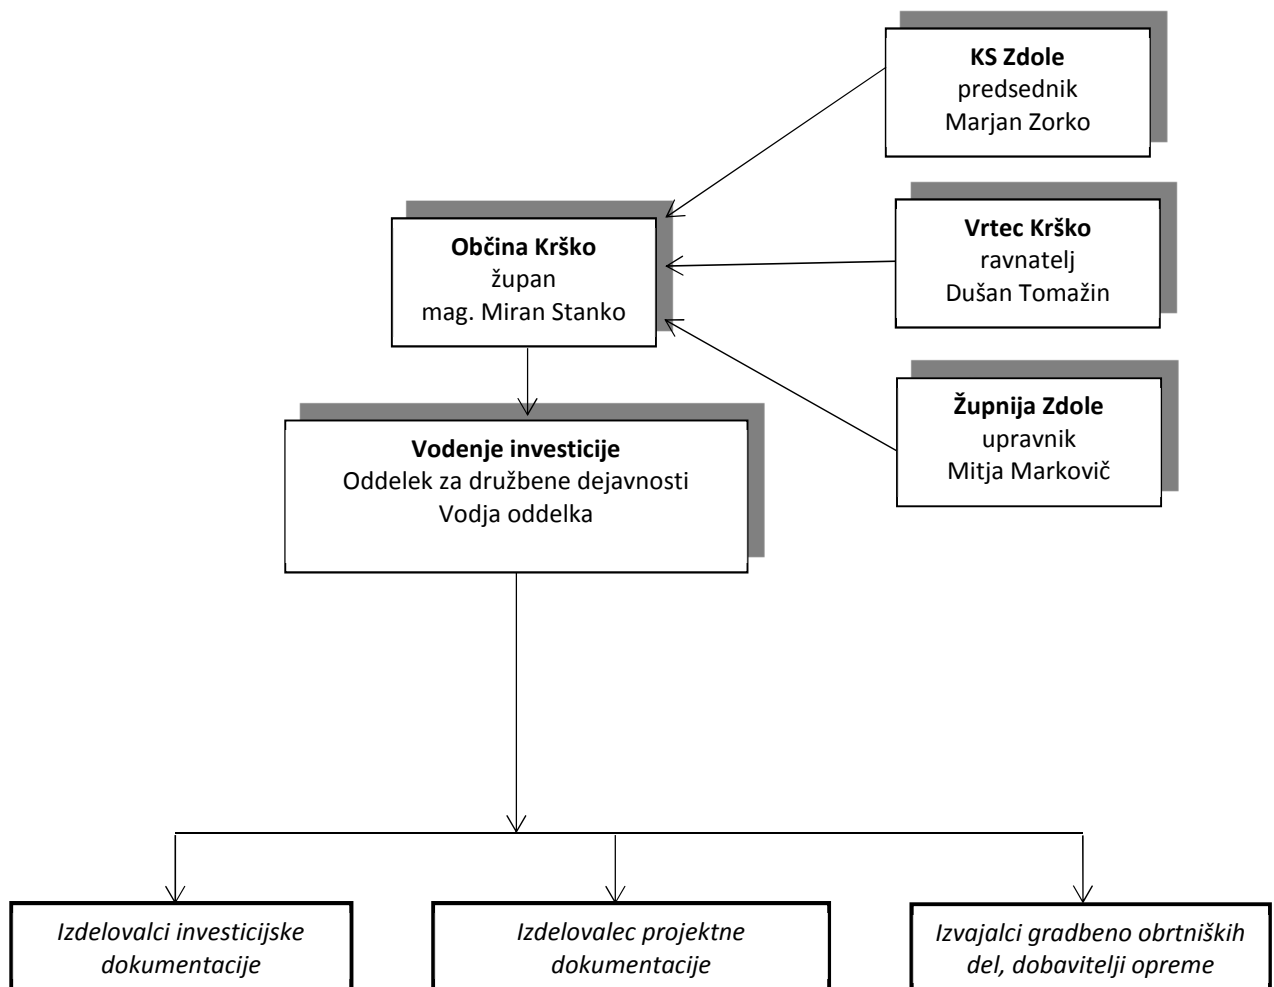 KS Zdole
predsednik
Marjan Zorko
Občina Krško
župan
mag. Miran Stanko
Vrtec Krško
ravnatelj
Dušan Tomažin
Župnija Zdole
upravnik
Mitja Markovič
Vodenje investicije
Oddelek za družbene dejavnosti
Vodja oddelka
Izdelovalci investicijske
dokumentacije
Izdelovalec projektne
dokumentacije
Izvajalci gradbeno obrtniških
del, dobavitelji opreme